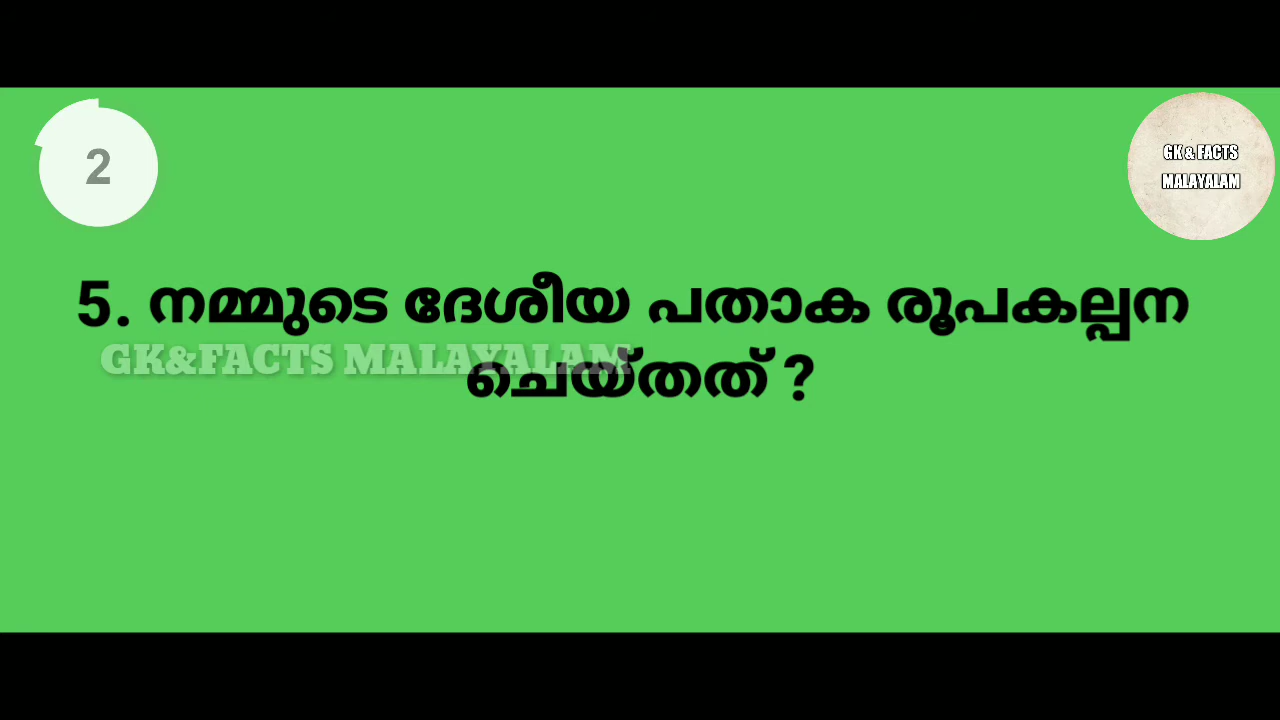 2
GK & FACTS
MALAYALAM
5. നമ്മുടെ ദേശീയ പതാക രൂപകല്പന
GK&FACTS MALAYALAM
ചെയ്തത് ?